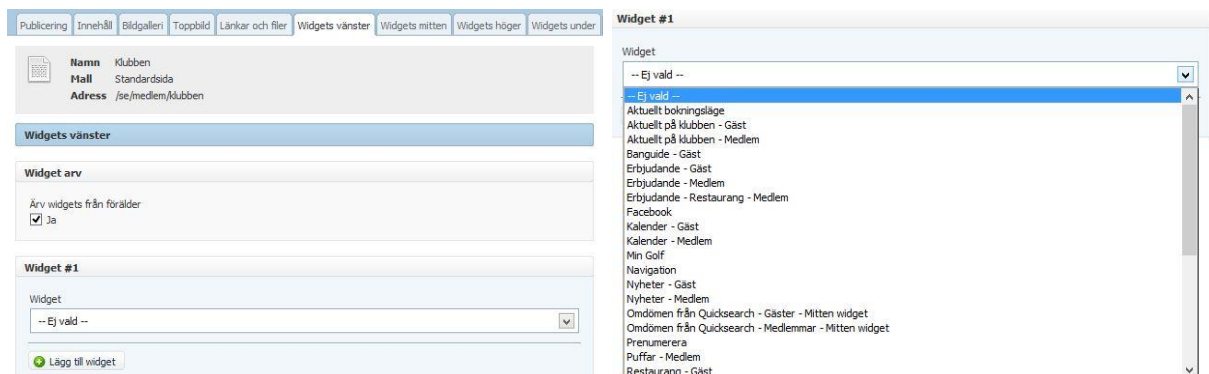 Publicering Innehåll Bildgalleri Toppbild Länkar och filer Widgets vänster Widgets mitten Widgets höger Widgets under
Namn Klubben
Mall Standardsida
Adress /se/medlem/klubben
Widgets vänster
Widget arv
Ärv widgets från förälder
Ja
Widget #1
Widget
-- Ej vald --
Lägg till widget
Widget #1
Widget
-- Ej vald --
-- Ej vald --
Aktuellt bokningsläge
Aktuellt på klubben - Gäst
Aktuellt på klubben - Medlem
Banguide - Gäst
Erbjudande - Gäst
Erbjudande - Medlem
Erbjudande - Restaurang - Medlem
Facebook
Kalender - Gäst
Kalender - Medlem
Min Golf
Navigation
Nyheter - Gäst
Nyheter - Medlem
Omdömen från Quicksearch - Gäster - Mitten widget
Omdömen från Quicksearch - Medlemmar - Mitten widget
Prenumerera
Puffar - Medlem
Restaurang - Gäst